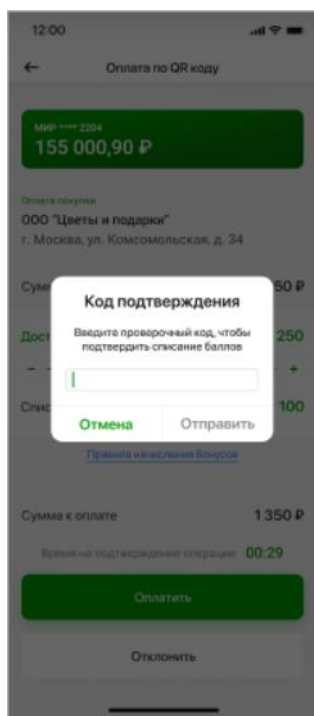 12:00
Оплата по QR коду
МИР **** 2204
155 000,90 ₽
Оплата покупки
ООО "Цветы и подарки"
г. Москва, ул. Комсомольская, д. 34
Сумм 50 ₽
Код подтверждения
Введите проверочный код, чтобы
подтвердить списание баллов
Дост 250
- +
Спис 100
Отмена Отправить
Правила начисления бонусов
Сумма к оплате 1 350 ₽
Время на подтверждение операции 00:29
Оплатить
Отклонить